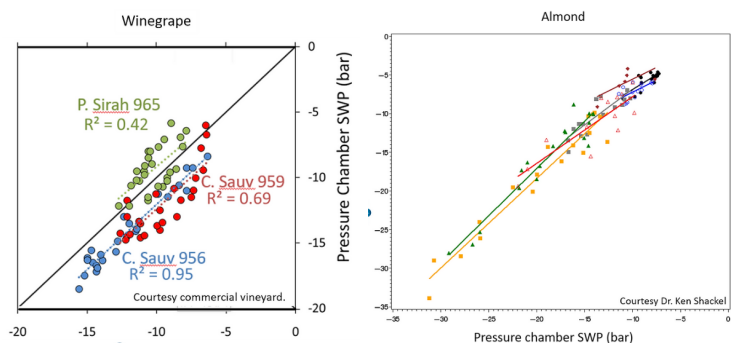 Winegrape
P. Sirah 965
R² = 0.42
C. Sauv 959
R² = 0.69
C. Sauv 956
R² = 0.95
Courtesy commercial vineyard.
0
-5
-10
-15
-20
-20
-15
-10
-5
0
Pressure Chamber SWP (bar)
Almond
0
−5
−10
−15
−20
−25
−30
−35
−35
−30
−25
−20
−15
−10
−5
0
Courtesy Dr. Ken Shackel
Pressure chamber SWP (bar)